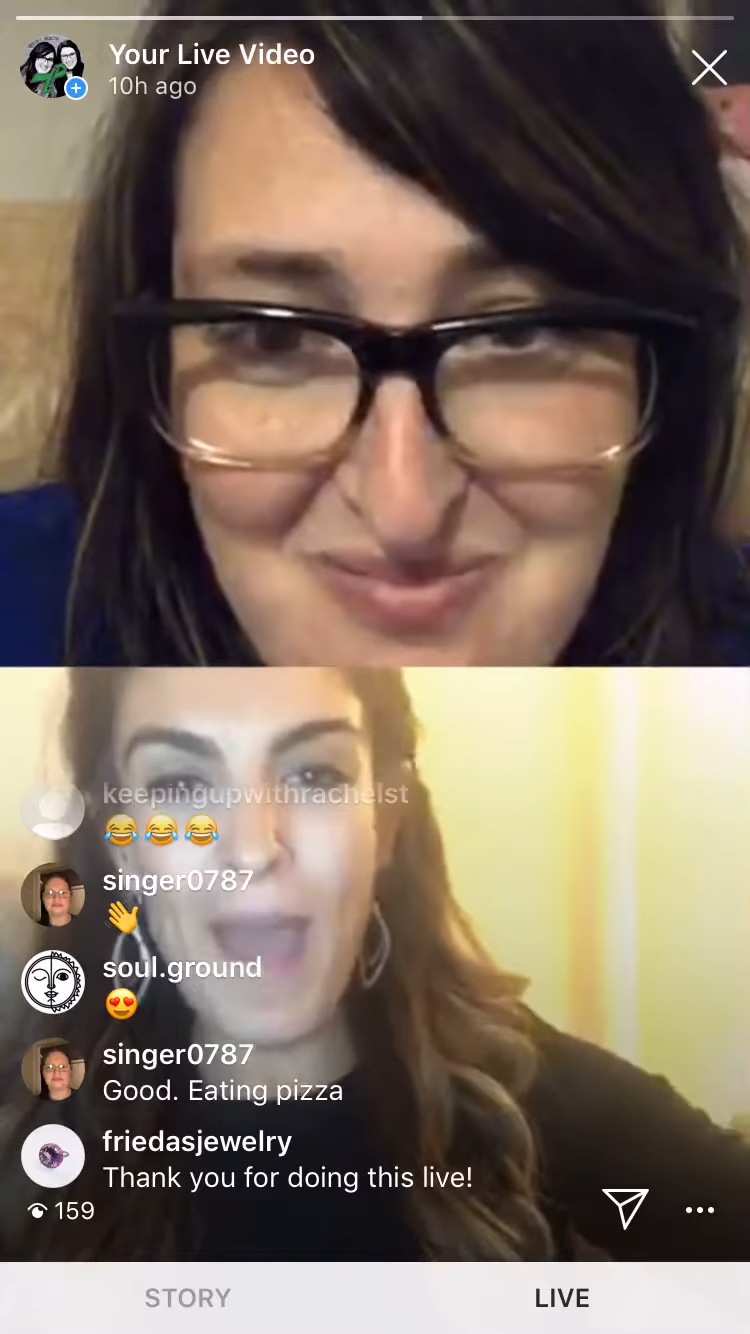 Your Live Video
10h ago
keepingupwithrachelst
😂😂😂
singer0787
👋
soul.ground
😍
singer0787
Good. Eating pizza
friedasjewelry
Thank you for doing this live!
159
STORY LIVE